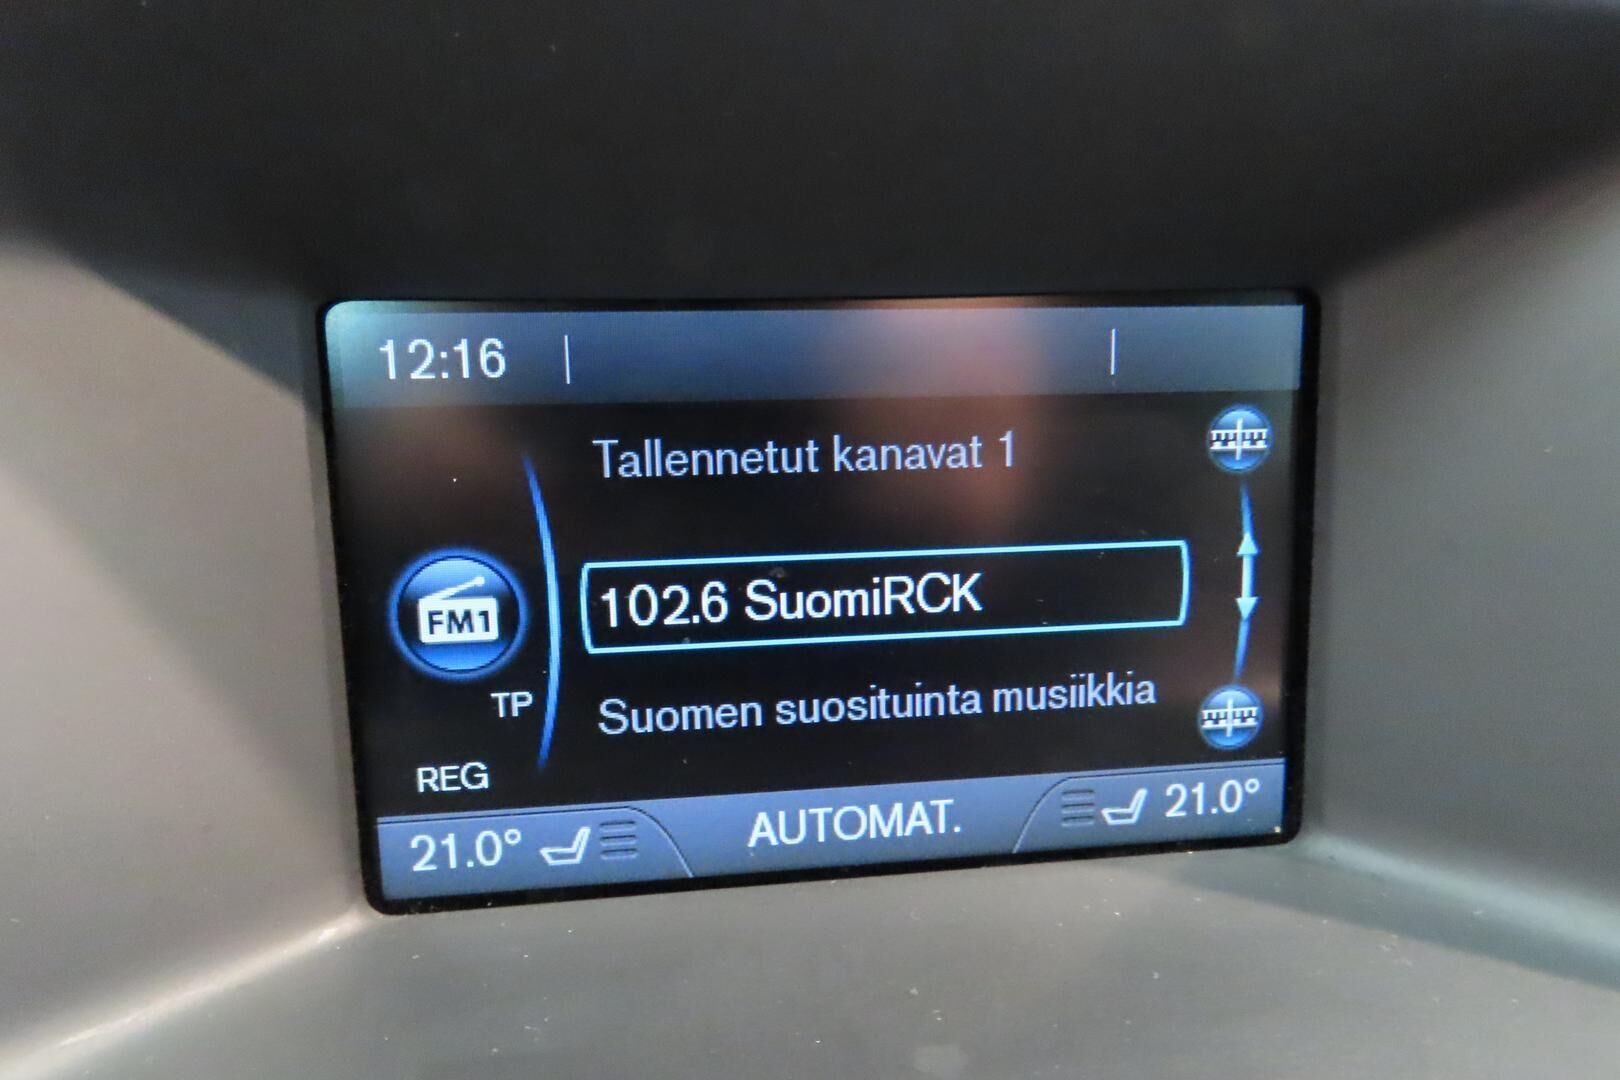 12:16
Tallennetut kanavat 1
102.6 SuomiRCK
FM1
TP
Suomen suosituinta musiikkia
REG
21.0° AUTOMAT. 21.0°